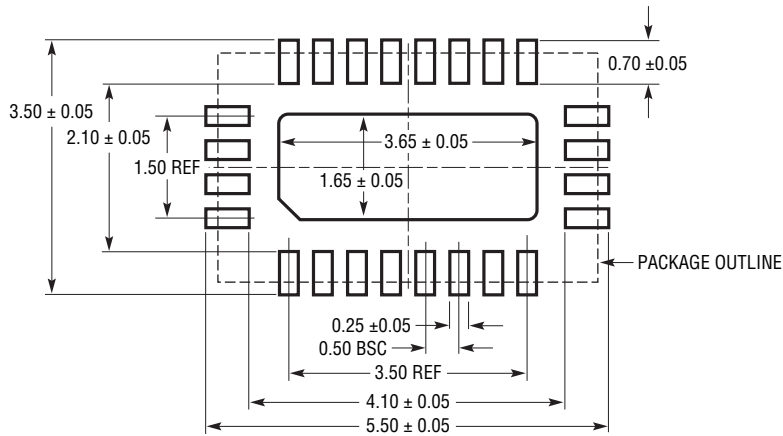 0.70 ±0.05
3.50 ± 0.05
2.10 ± 0.05
3.65 ± 0.05
1.50 REF
1.65 ± 0.05
PACKAGE OUTLINE
0.25 ±0.05
0.50 BSC
3.50 REF
4.10 ± 0.05
5.50 ± 0.05